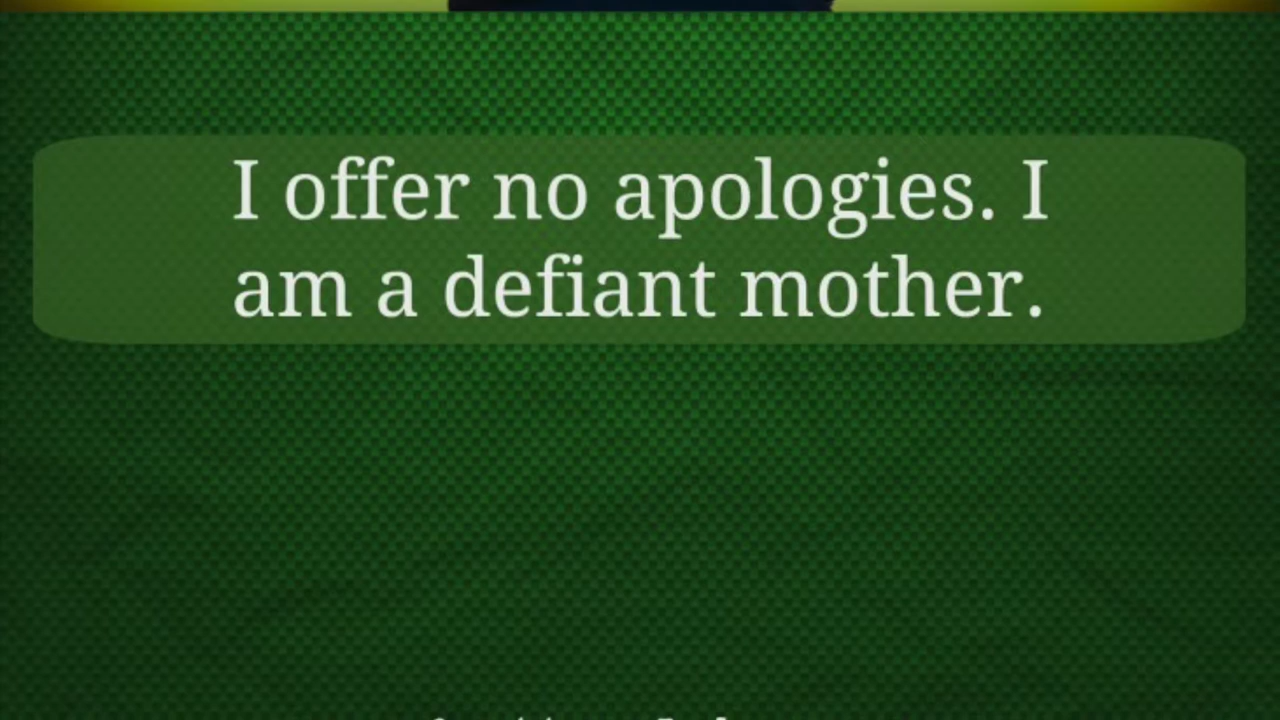 I offer no apologies. I
am a defiant mother.